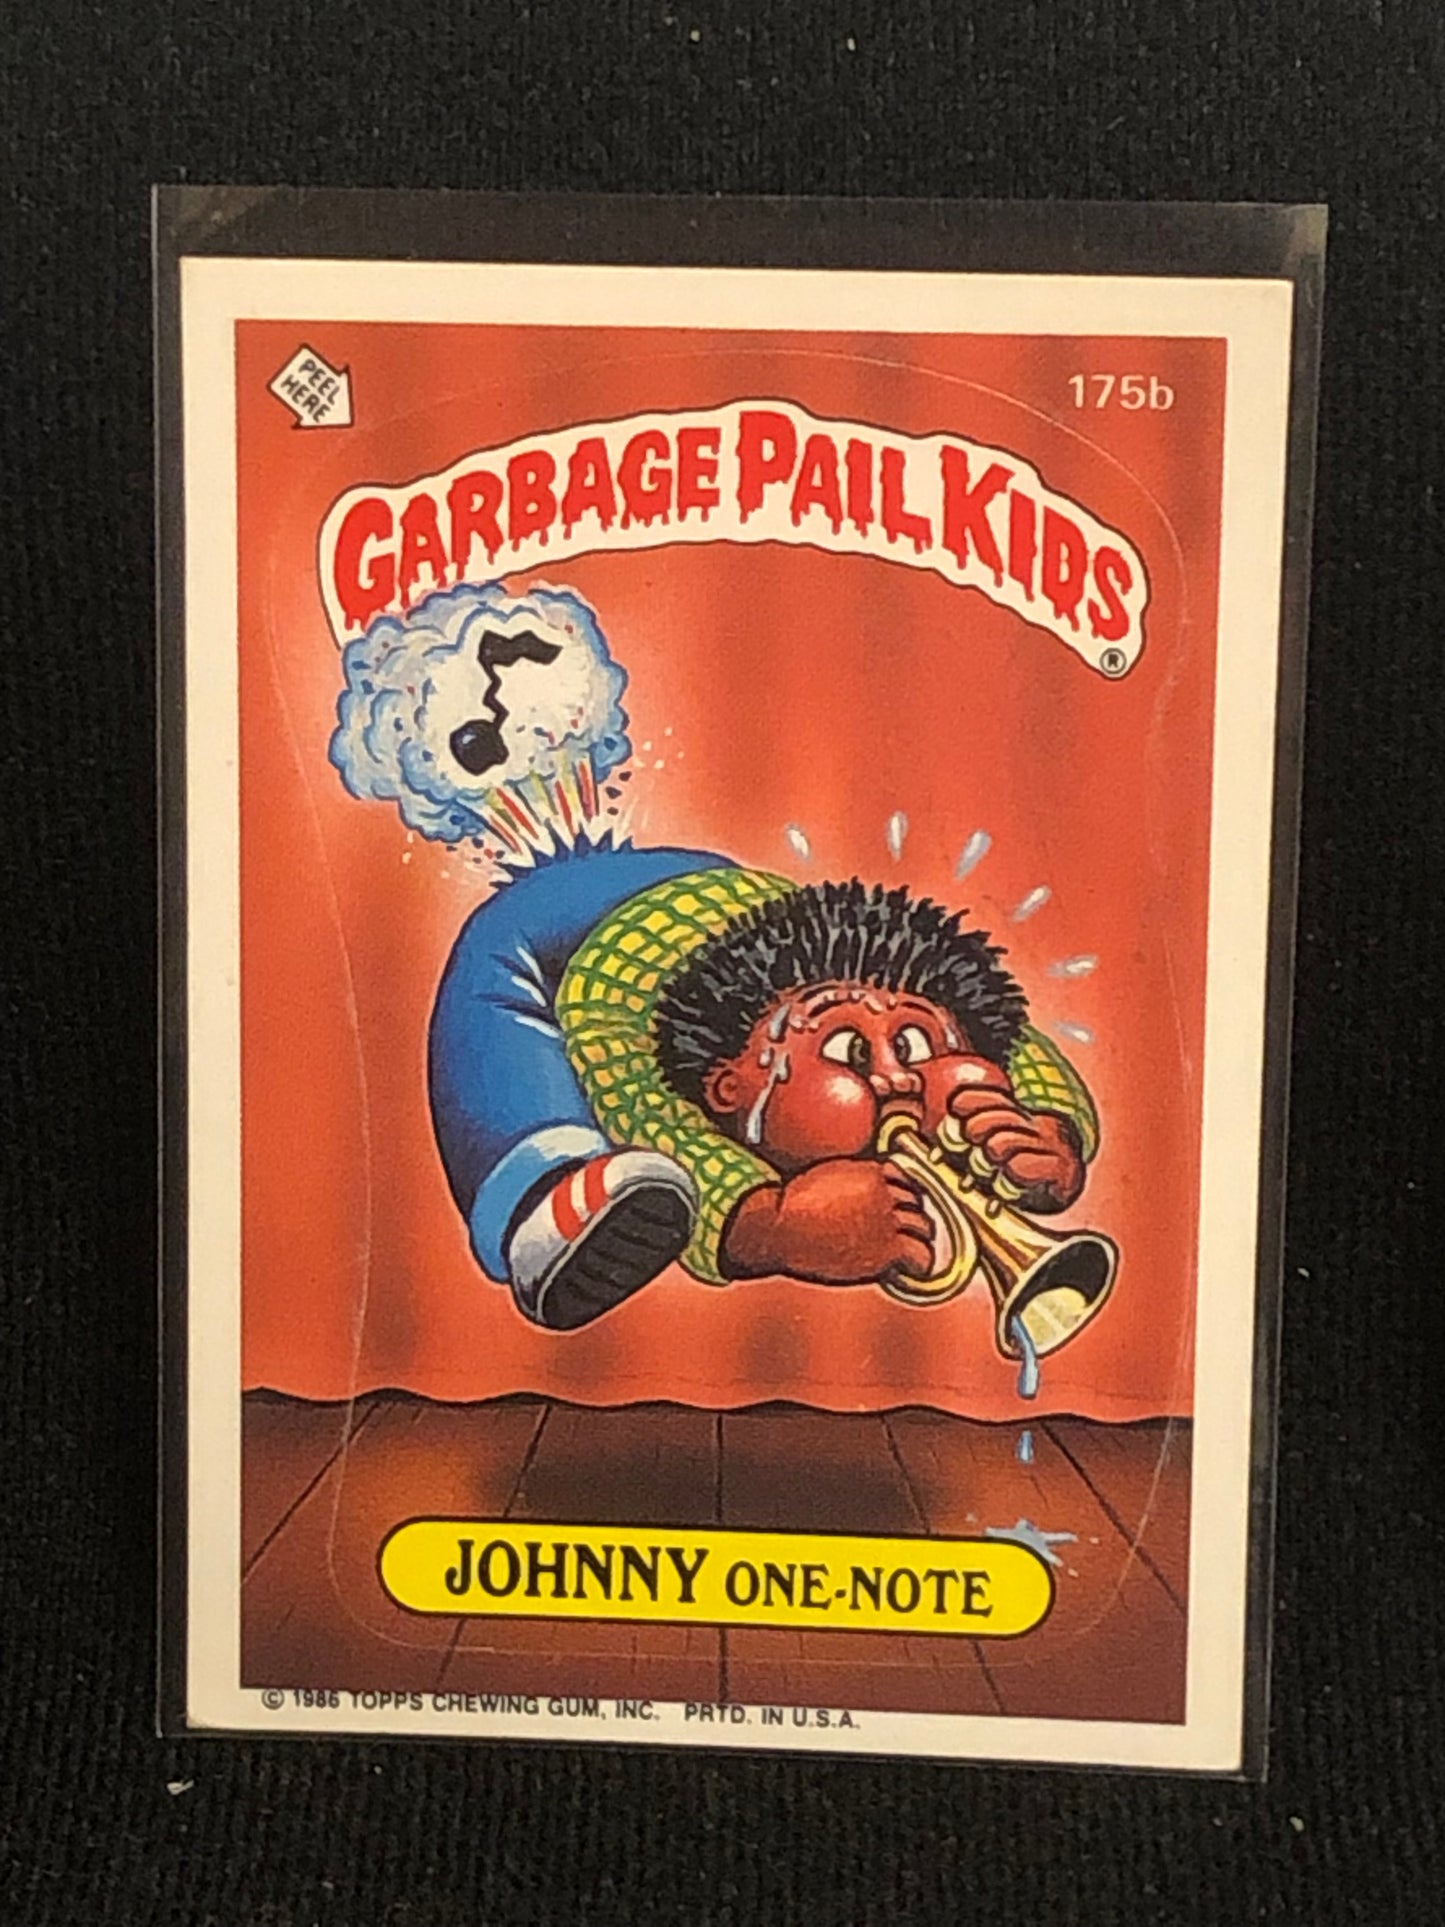 PEEL
HERE
175b
GARBAGE PAIL KIDS
®
JOHNNY ONE-NOTE
© 1986 TOPPS CHEWING GUM, INC. PRTD. IN U.S.A.